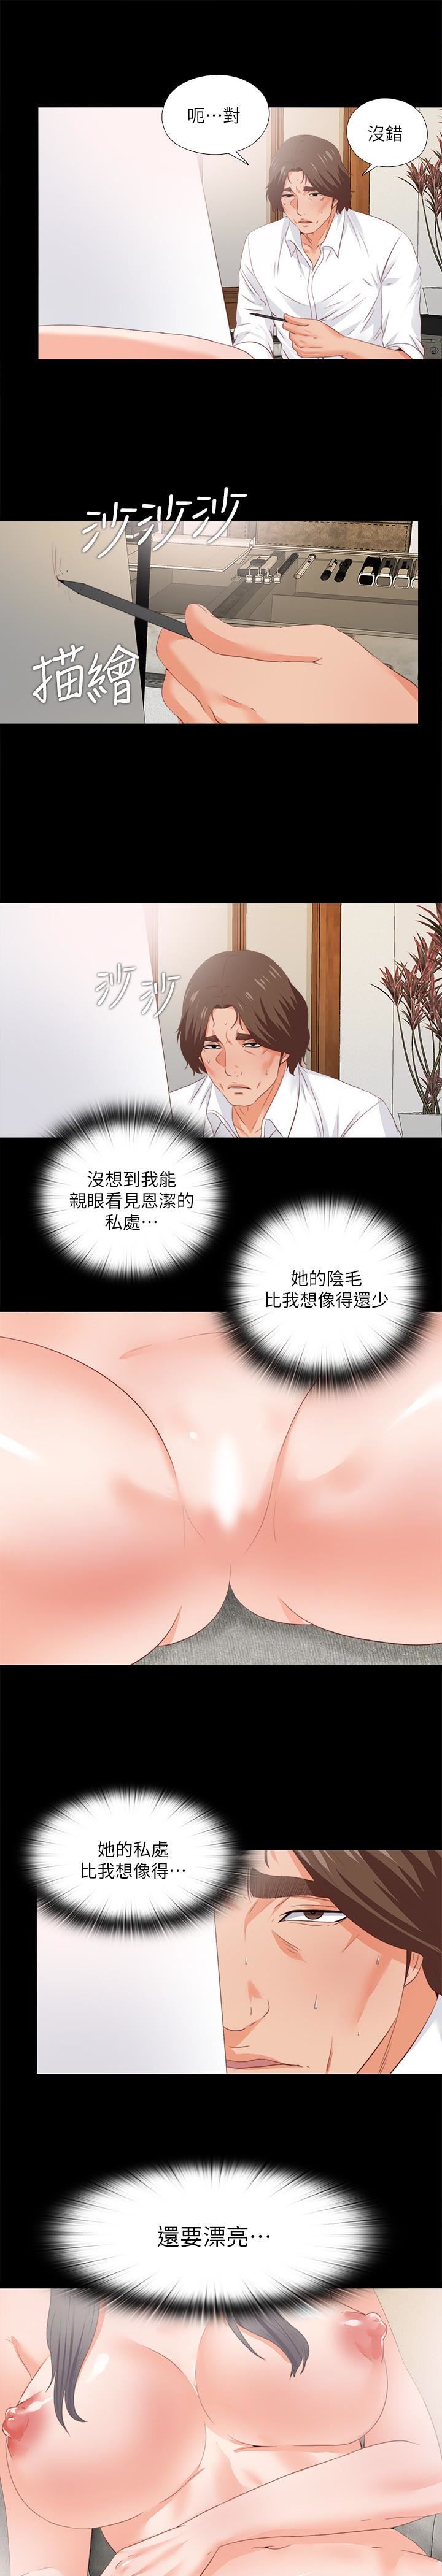 呃…對
沒錯
沙沙沙
描繪
沙沙
沒想到我能
親眼看見恩潔的
私處…
她的陰毛
比我想像得還少
她的私處
比我想像得…
還要漂亮…